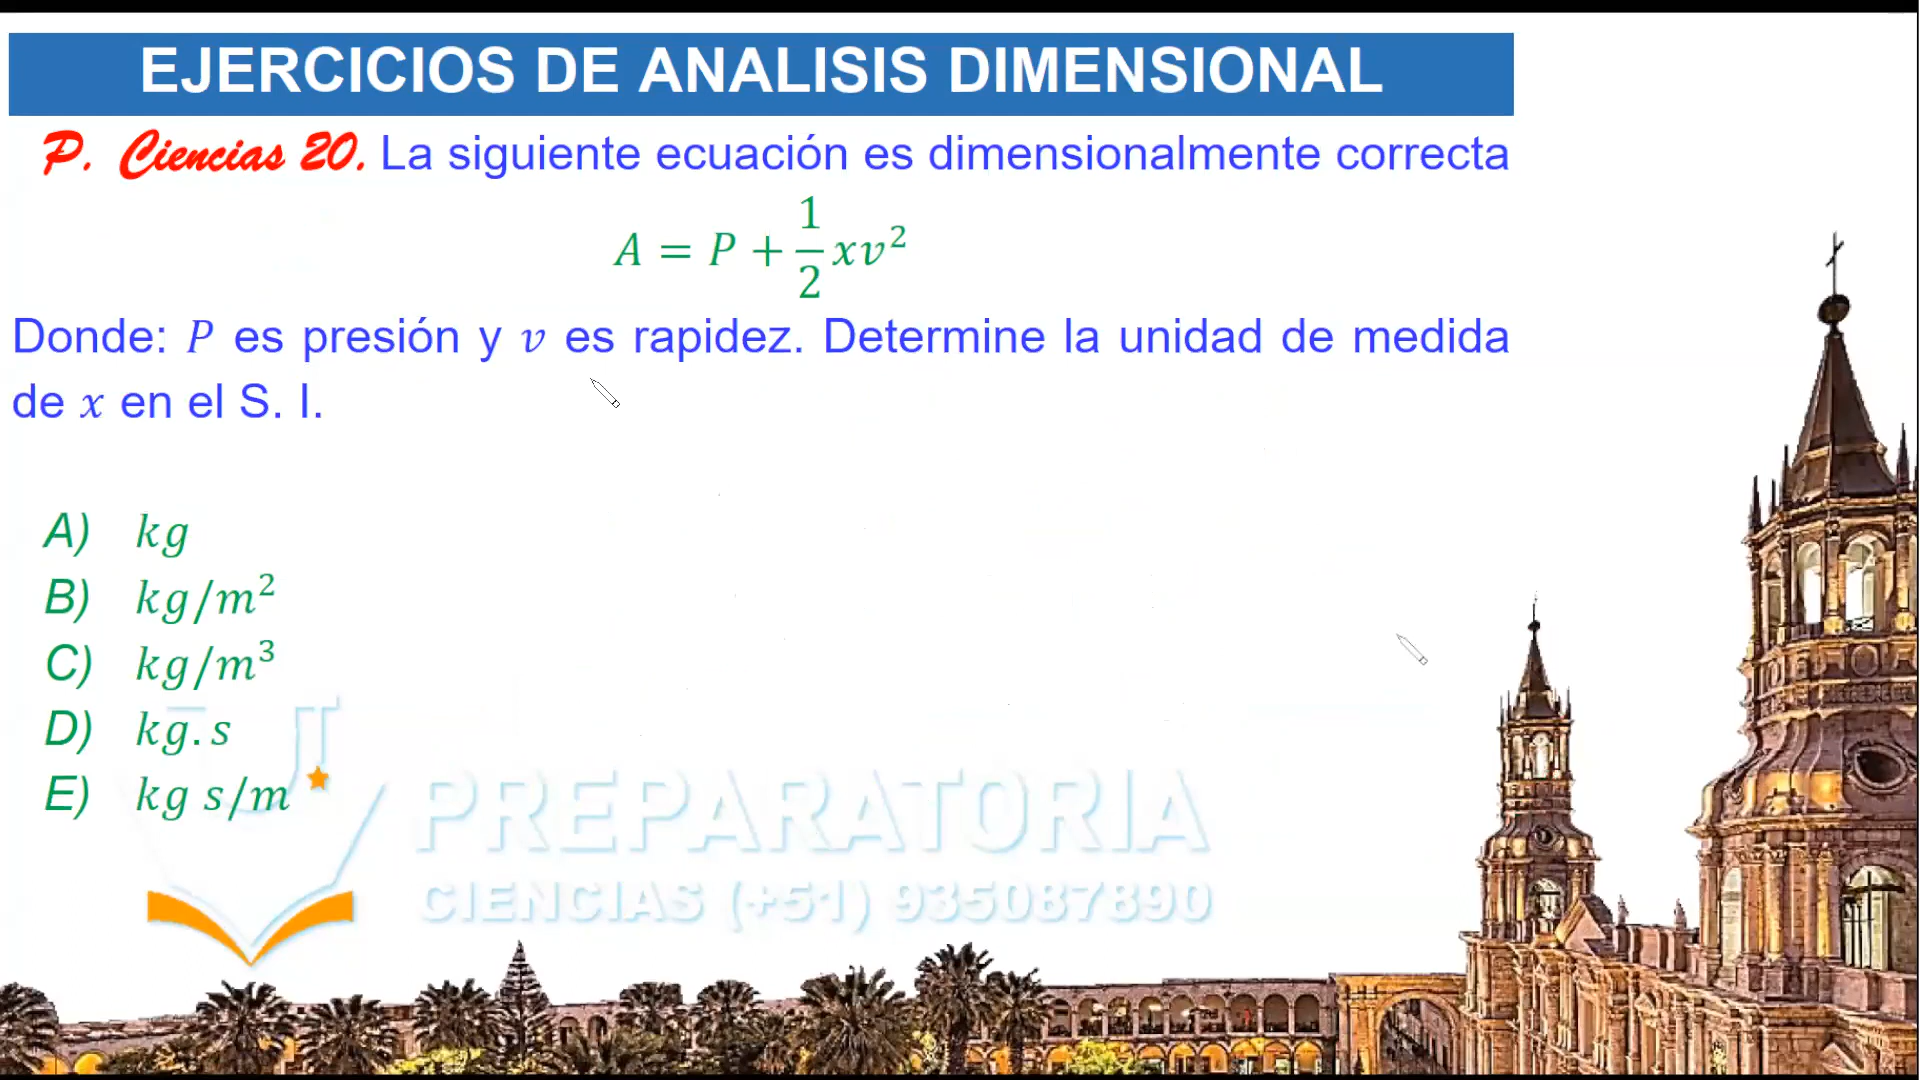 EJERCICIOS DE ANALISIS DIMENSIONAL
P. Ciencias 20. La siguiente ecuación es dimensionalmente correcta
A = P + 1/2 xv²
Donde: P es presión y v es rapidez. Determine la unidad de medida
de x en el S. I.
A) kg
B) kg/m²
C) kg/m³
D) kg.s
E) kg s/m
PREPARATORIA
CIENCIAS (+51) 935087890